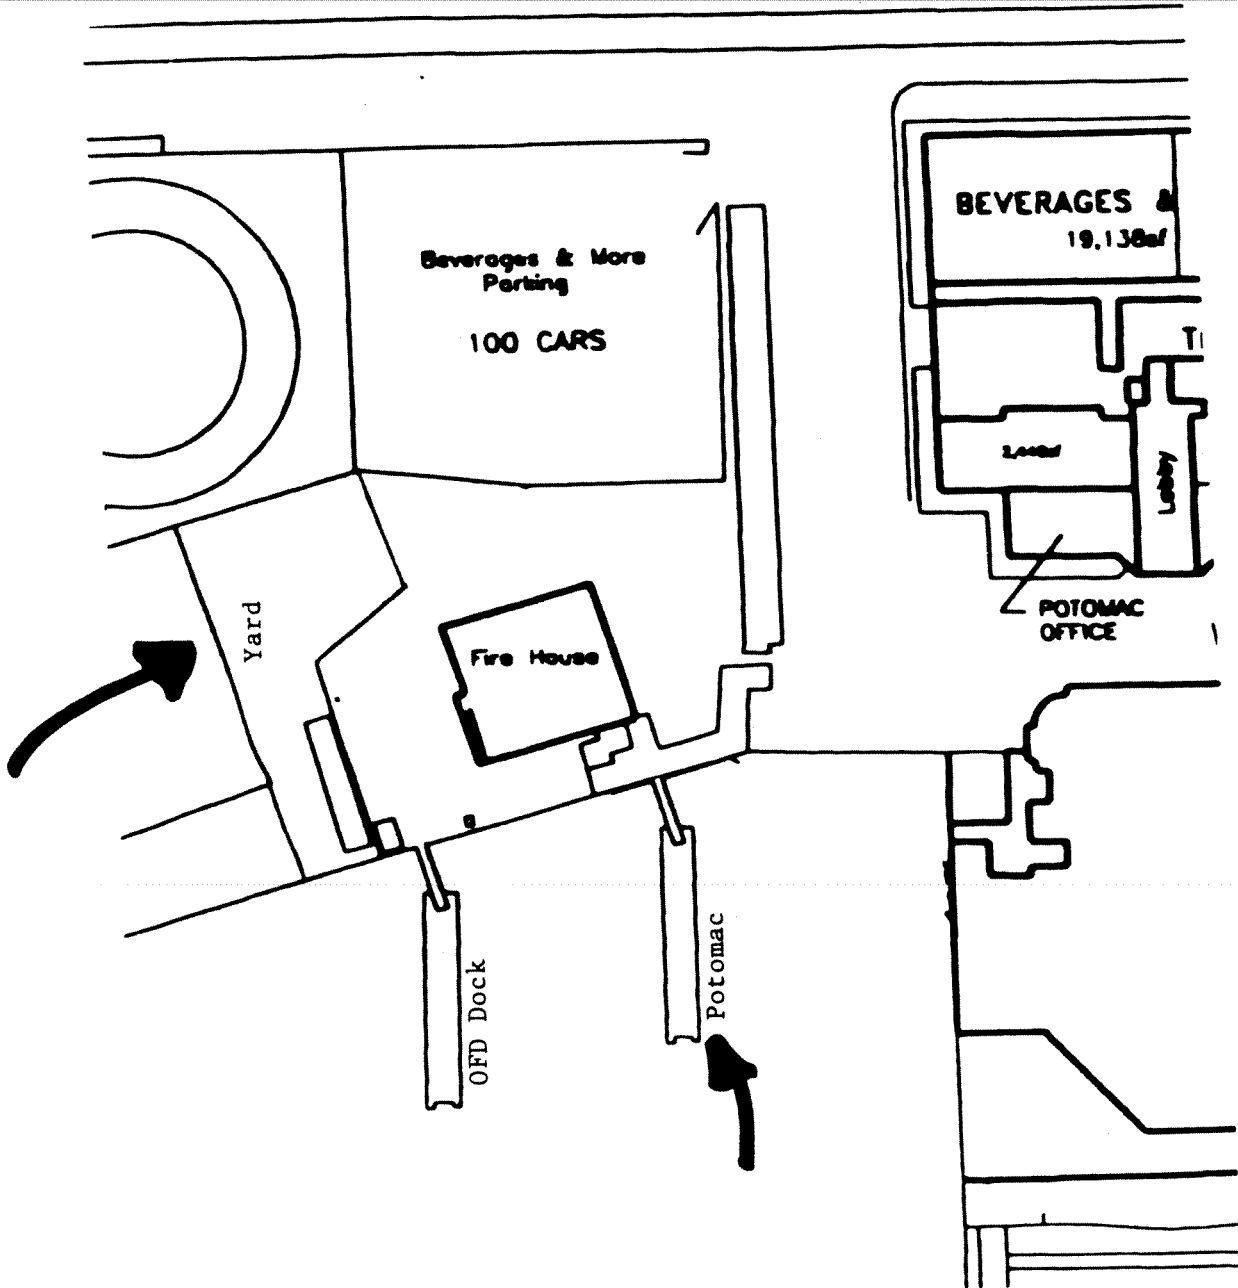 BEVERAGES &
19,138sf
Beverages & More
Parking
100 CARS
Lobby
POTOMAC
OFFICE
Yard
Fire House
OFD Dock
Potomac